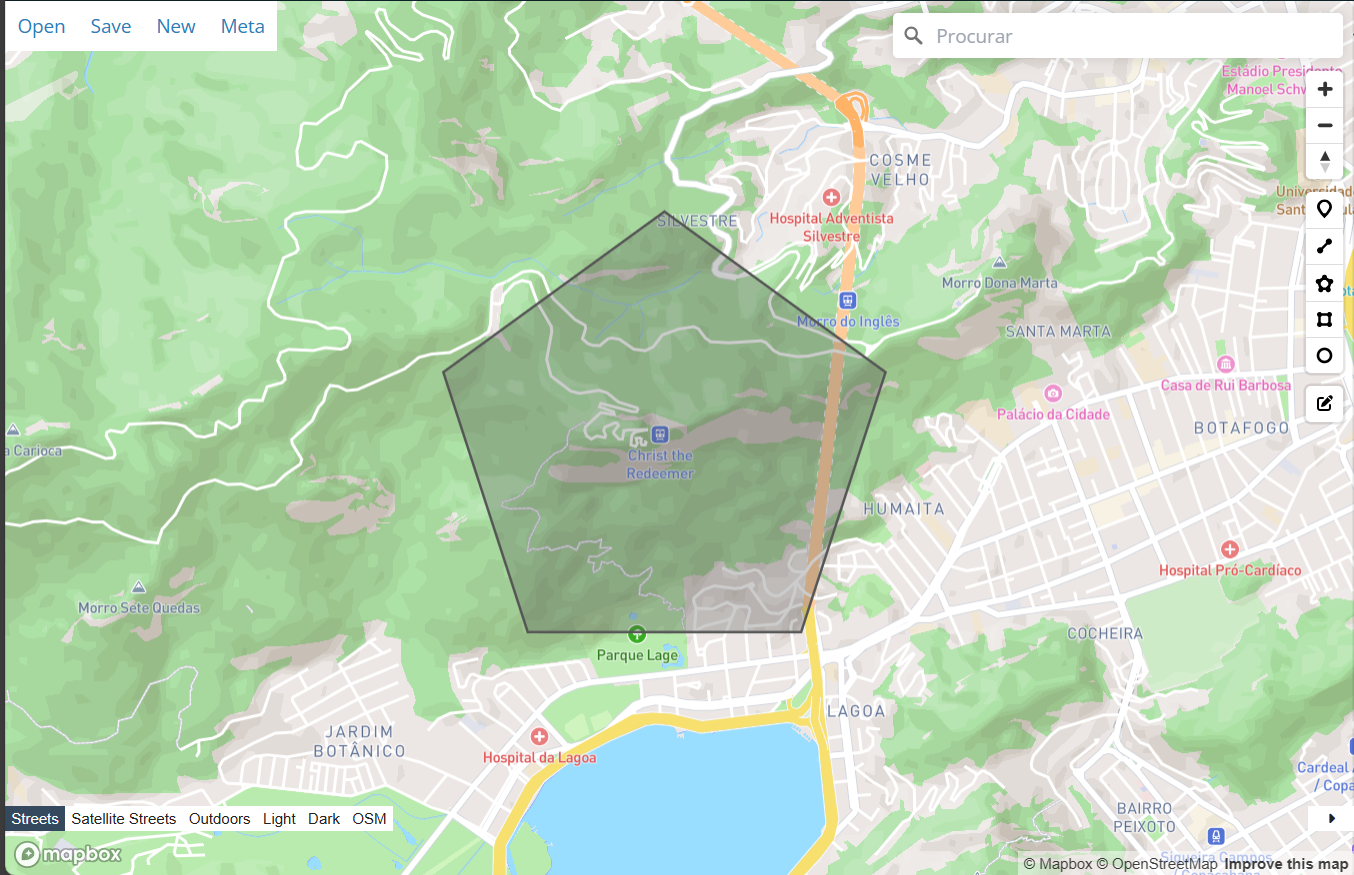 Open Save New Meta
Procurar
Estádio Presidente
Manoel Schw
COSME
VELHO
Universidade
Sant
SILVESTRE
Hospital Adventista
Silvestre
Morro Dona Marta
Morro do Inglês
SANTA MARTA
Casa de Rui Barbosa
Palácio da Cidade
BOTAFOGO
a Carioca
Christ the
Redeemer
HUMAITA
Hospital Pró-Cardíaco
Morro Sete Quedas
COCHEIRA
Parque Lage
LAGOA
JARDIM
BOTÂNICO
Hospital da Lagoa
Cardeal A
/ Copa
BAIRRO
PEIXOTO
Streets Satellite Streets Outdoors Light Dark OSM
Siqueira Campos
/ Copacabana
mapbox
© Mapbox © OpenStreetMap Improve this map